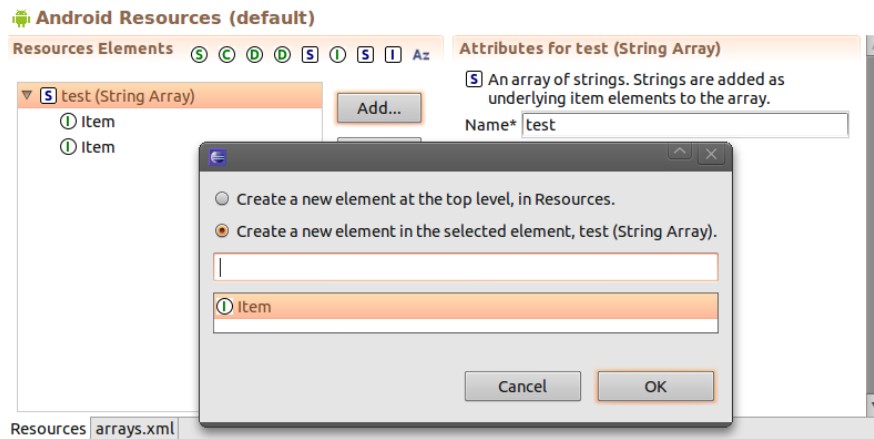 Android Resources (default)
Resources Elements
S C D D S I S I Az
Attributes for test (String Array)
S test (String Array)
I Item
I Item
Add...
S An array of strings. Strings are added as
underlying item elements to the array.
Name* test
Create a new element at the top level, in Resources.
Create a new element in the selected element, test (String Array).
I Item
Cancel OK
Resources arrays.xml